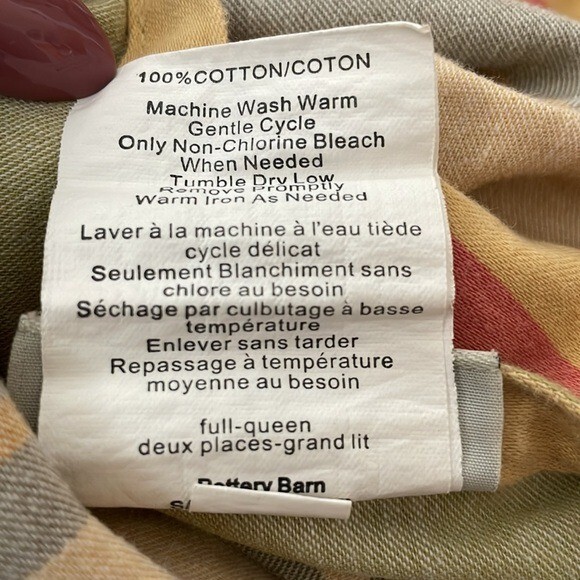 100%COTTON/COTON
Machine Wash Warm
Gentle Cycle
Only Non-Chlorine Bleach
When Needed
Tumble Dry Low
Remove Promptly
Warm Iron As Needed
Laver à la machine à l'eau tiède
cycle délicat
Seulement Blanchiment sans
chlore au besoin
Séchage par culbutage à basse
température
Enlever sans tarder
Repassage à température
moyenne au besoin
full-queen
deux places-grand lit
Pottery Barn